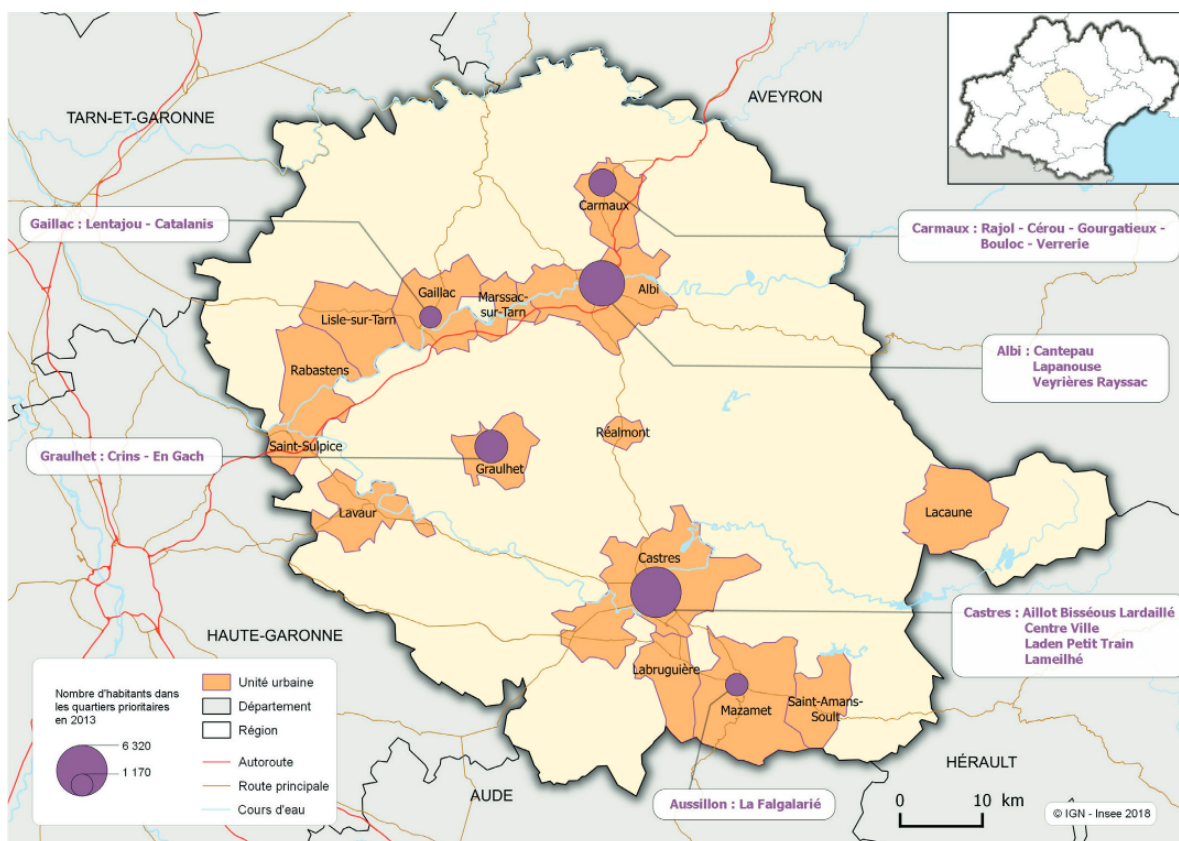 AVEYRON
TARN-ET-GARONNE
Carmaux
Gaillac : Lentajou - Catalanis
Carmaux : Rajol - Cérou - Gourgatieux -
Bouloc - Verrerie
Gaillac
Marssac-
sur-Tarn
Albi
Lisle-sur-Tarn
Albi : Cantepau
Lapanouse
Veyrières Rayssac
Rabastens
Saint-Sulpice
Réalmont
Graulhet : Crins - En Gach
Graulhet
Lavaur
Lacaune
Castres
Castres : Aillot Bisséous Lardaillé
Centre Ville
Laden Petit Train
Lameilhé
HAUTE-GARONNE
Labruguière
Mazamet
Saint-Amans-
Soult
Nombre d'habitants dans
les quartiers prioritaires
en 2013
6 320
1 170
Unité urbaine
Département
Région
Autoroute
Route principale
Cours d'eau
AUDE
HÉRAULT
Aussillon : La Falgalarié
0 10 km
© IGN - Insee 2018